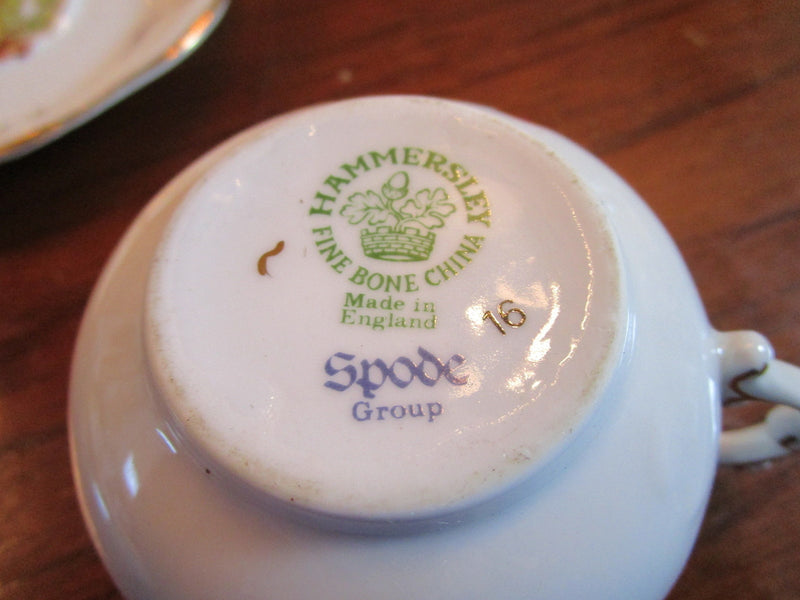 HAMMERSLEY
FINE BONE CHINA
Made in
England
16
Spode
Group